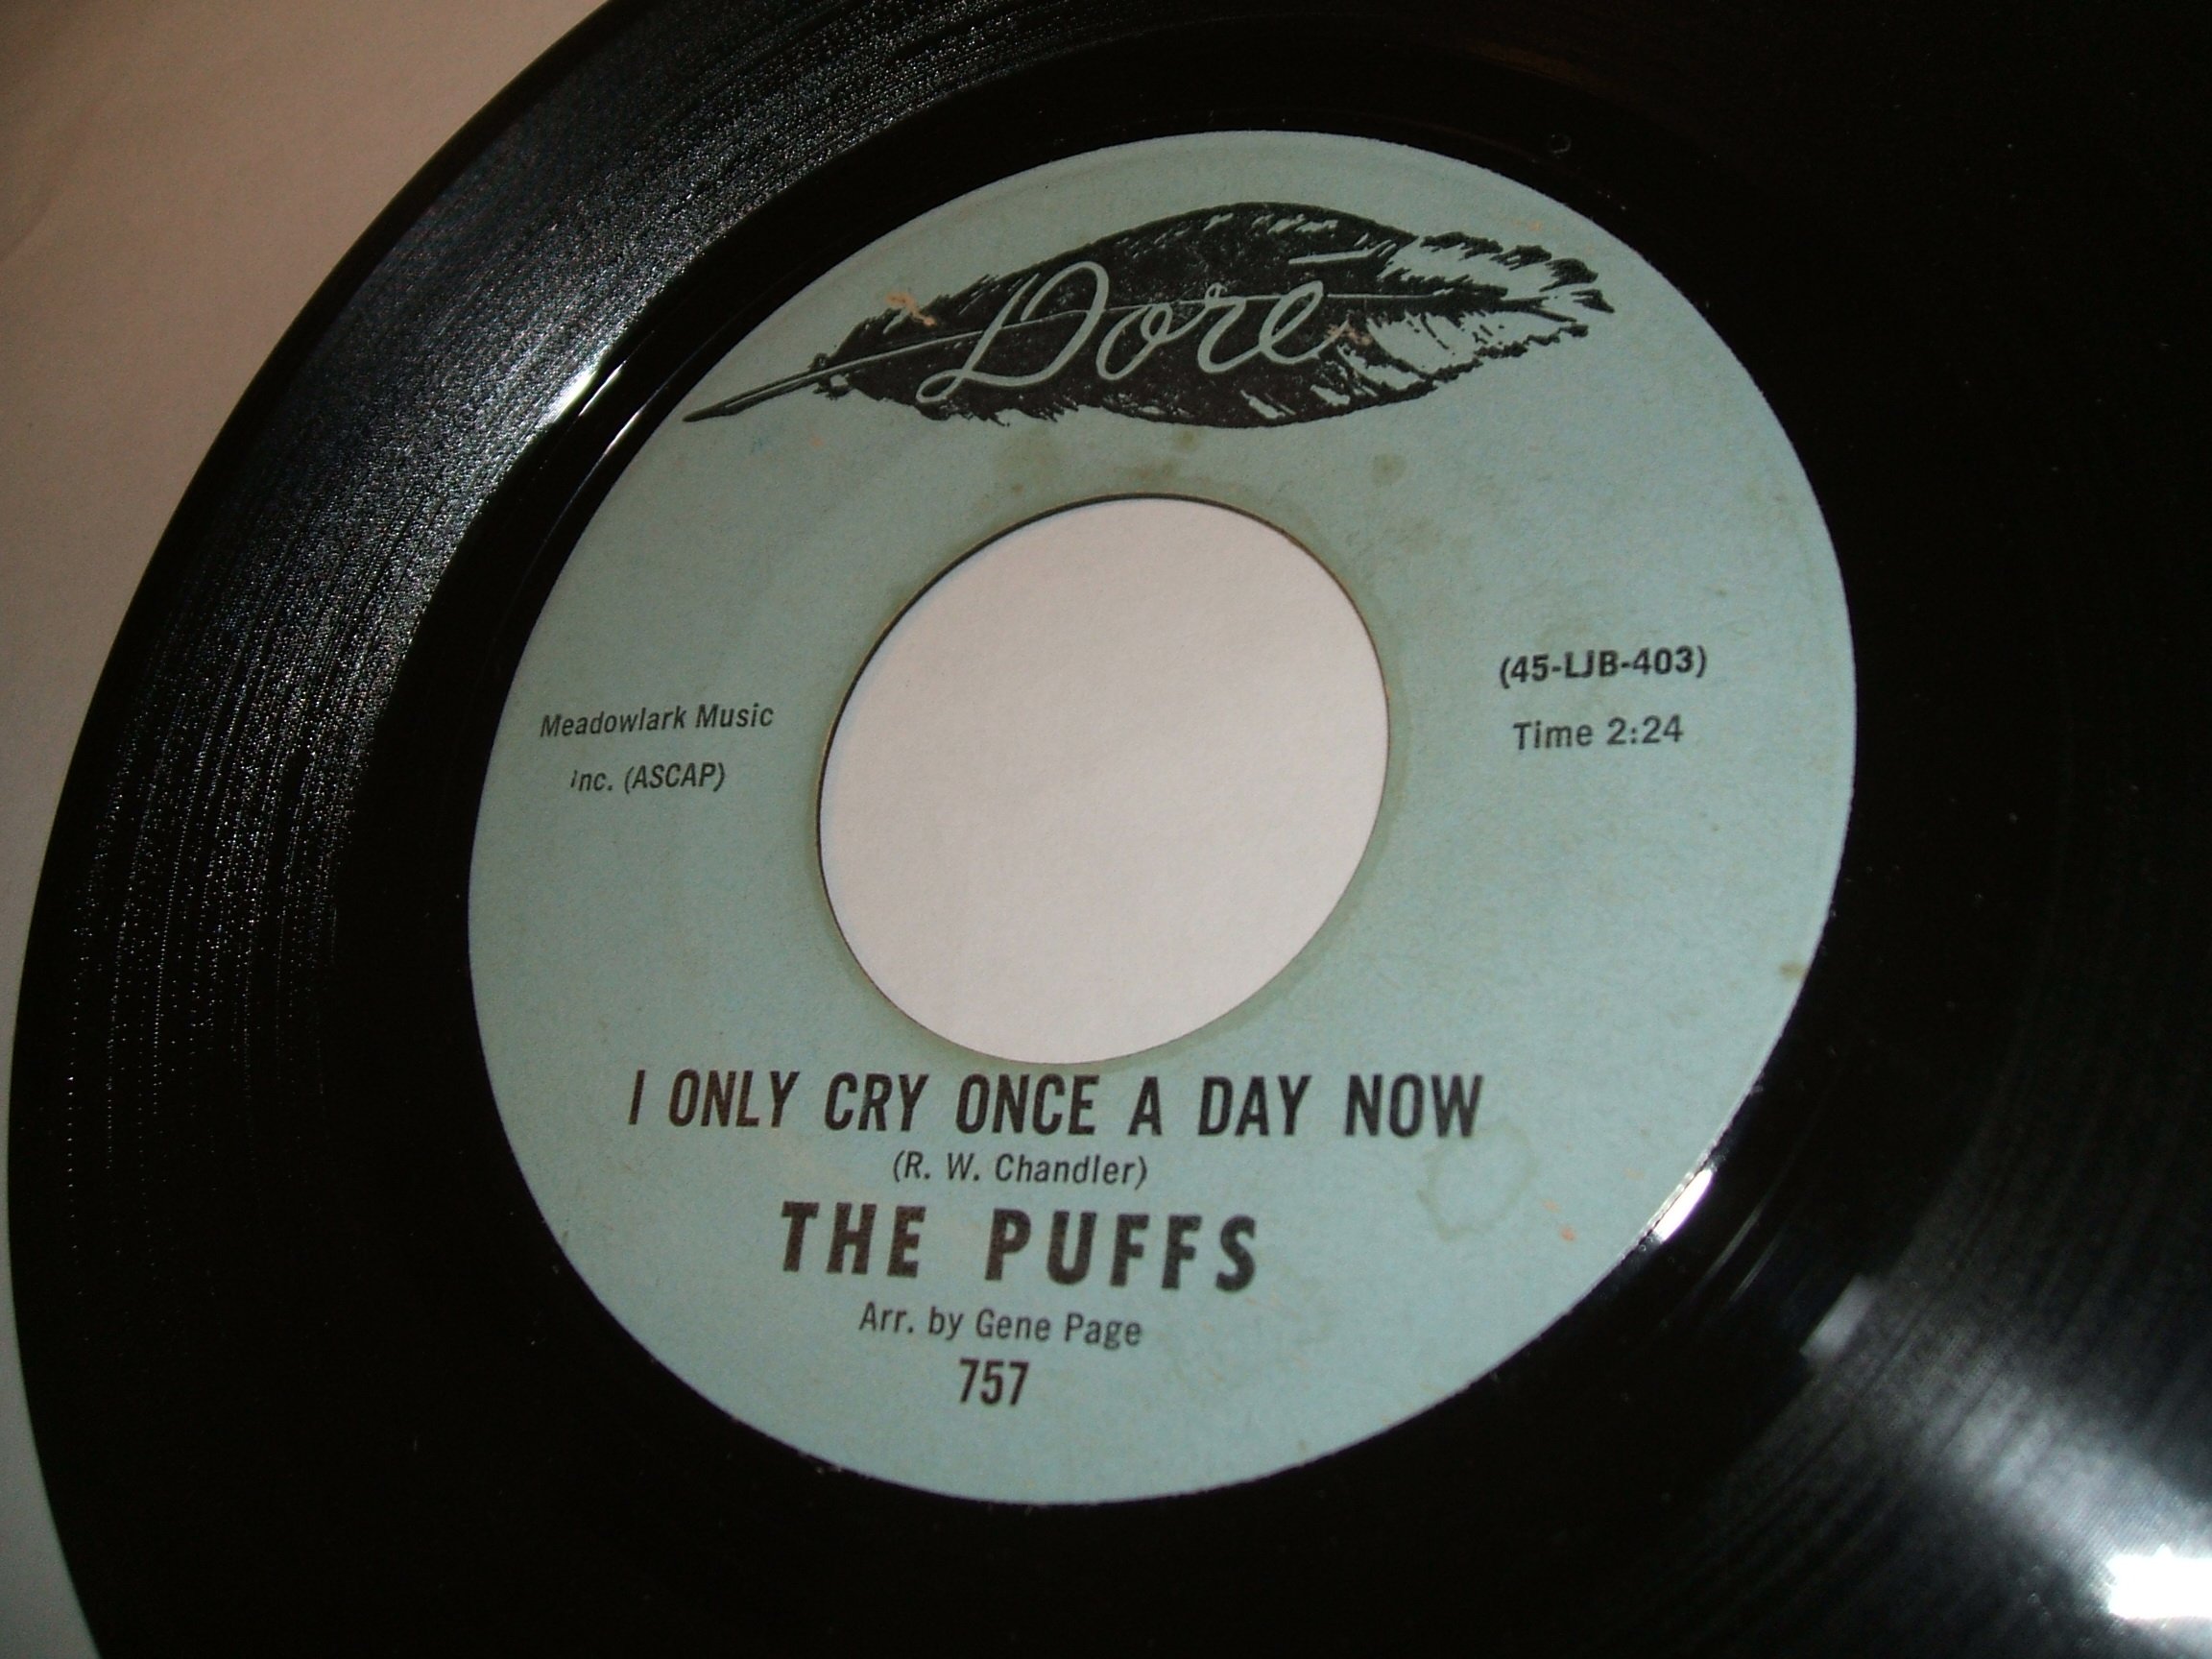 Doré
(45-LJB-403)
Meadowlark Music
Time 2:24
Inc. (ASCAP)
I ONLY CRY ONCE A DAY NOW
(R. W. Chandler)
THE PUFFS
Arr. by Gene Page
757